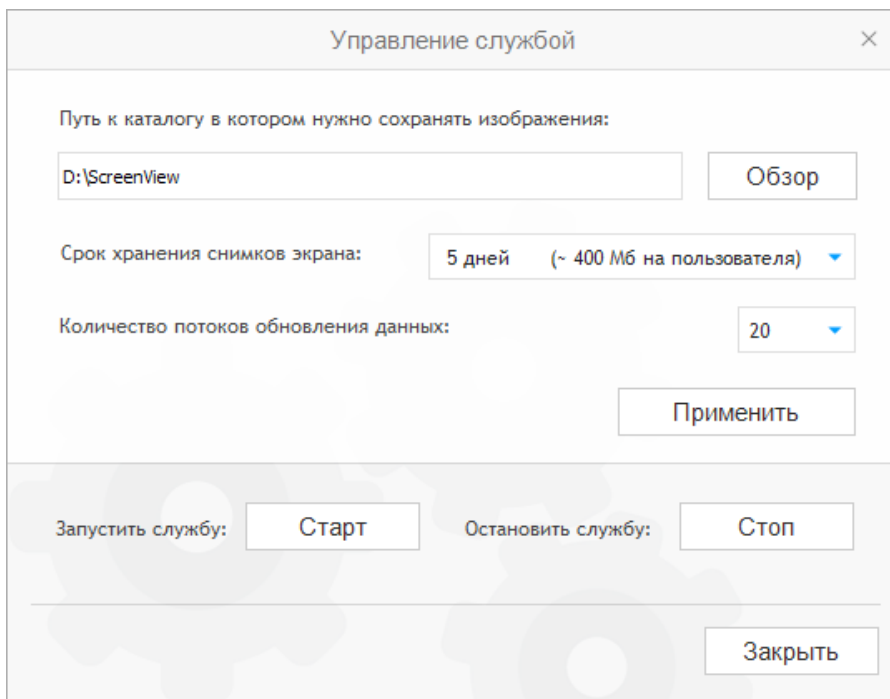 Управление службой
Путь к каталогу в котором нужно сохранять изображения:
D:\ScreenView Обзор
Срок хранения снимков экрана: 5 дней (~ 400 Мб на пользователя)
Количество потоков обновления данных: 20
Применить
Запустить службу: Старт Остановить службу: Стоп
Закрыть